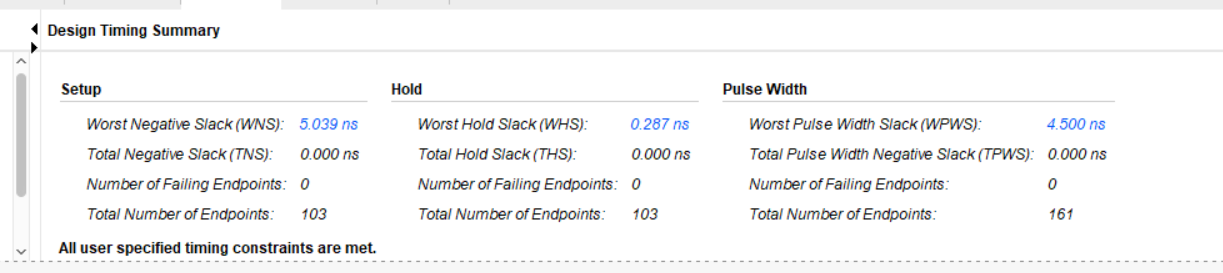 Design Timing Summary
Setup Hold Pulse Width
Worst Negative Slack (WNS): 5.039 ns Worst Hold Slack (WHS): 0.287 ns Worst Pulse Width Slack (WPWS): 4.500 ns
Total Negative Slack (TNS): 0.000 ns Total Hold Slack (THS): 0.000 ns Total Pulse Width Negative Slack (TPWS): 0.000 ns
Number of Failing Endpoints: 0 Number of Failing Endpoints: 0 Number of Failing Endpoints: 0
Total Number of Endpoints: 103 Total Number of Endpoints: 103 Total Number of Endpoints: 161
All user specified timing constraints are met.